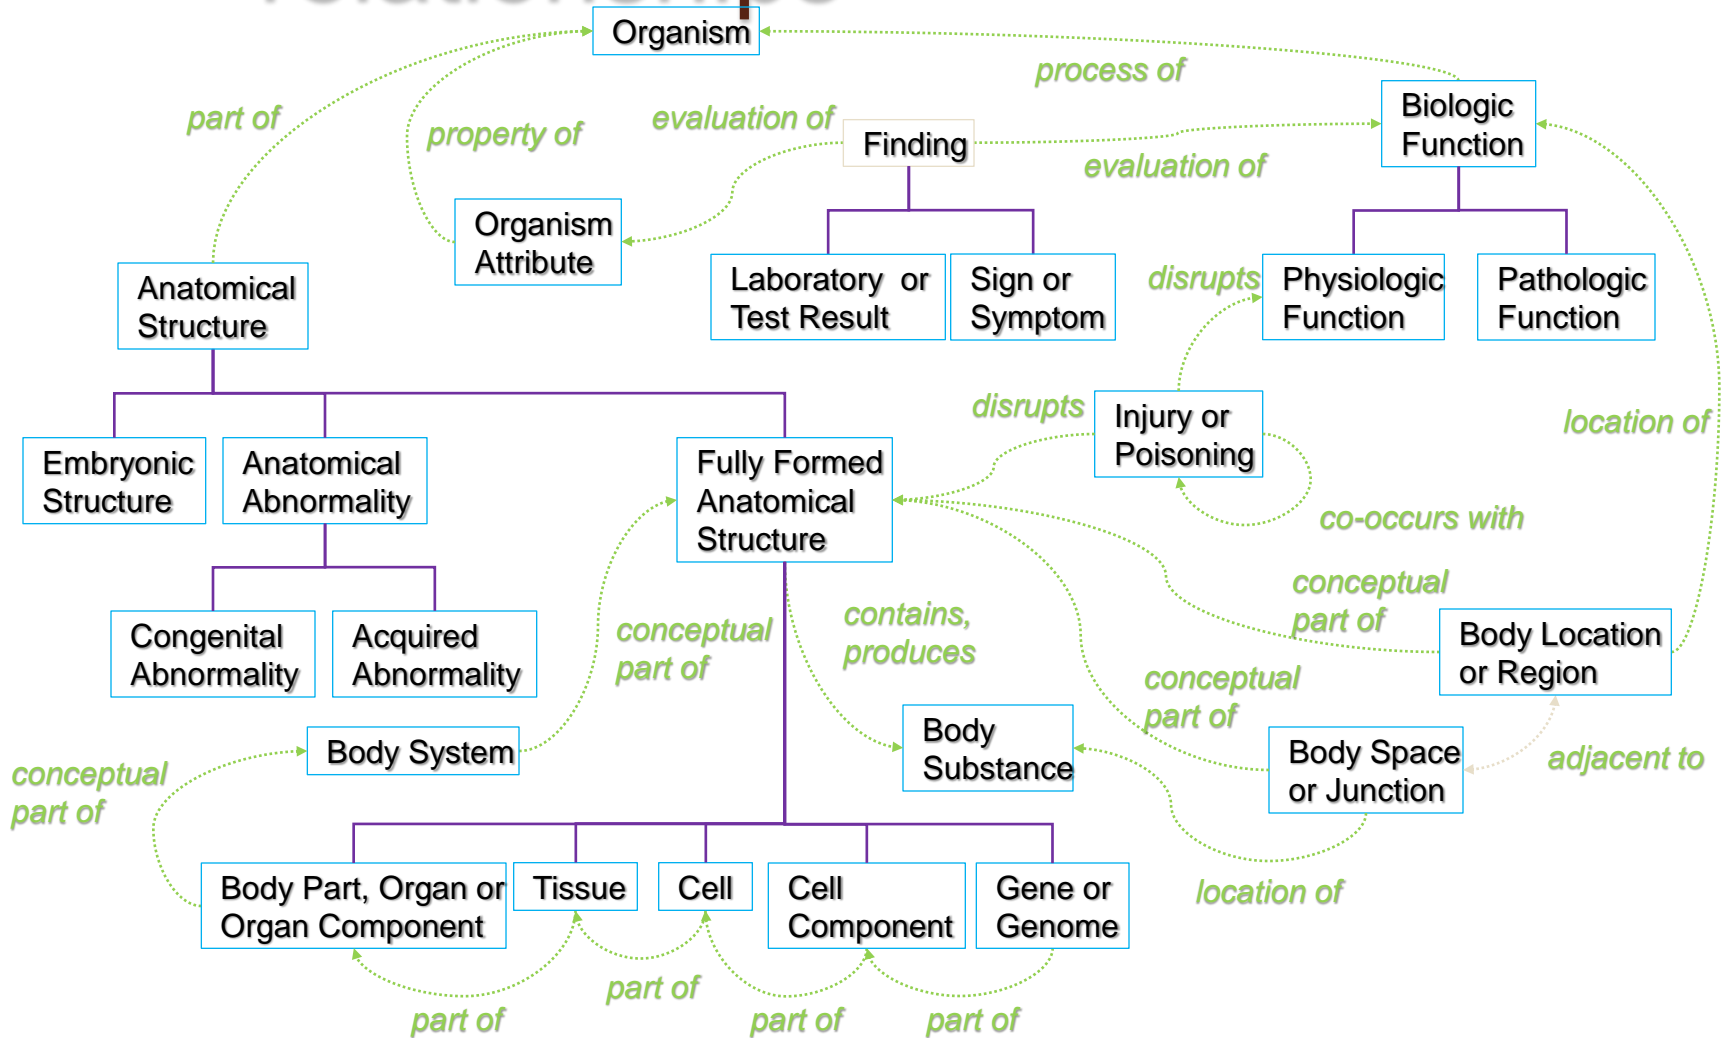 relationships
Organism
process of
part of
property of
evaluation of
Finding
evaluation of
Biologic
Function
Organism
Attribute
Anatomical
Structure
Laboratory or
Test Result
Sign or
Symptom
disrupts
Physiologic
Function
Pathologic
Function
disrupts
Injury or
Poisoning
location of
Embryonic
Structure
Anatomical
Abnormality
Fully Formed
Anatomical
Structure
co-occurs with
Congenital
Abnormality
Acquired
Abnormality
conceptual
part of
contains,
produces
conceptual
part of
Body Location
or Region
conceptual
part of
Body System
Body
Substance
Body Space
or Junction
adjacent to
conceptual
part of
Body Part, Organ or
Organ Component
Tissue
Cell
Cell
Component
Gene or
Genome
location of
part of
part of
part of
part of